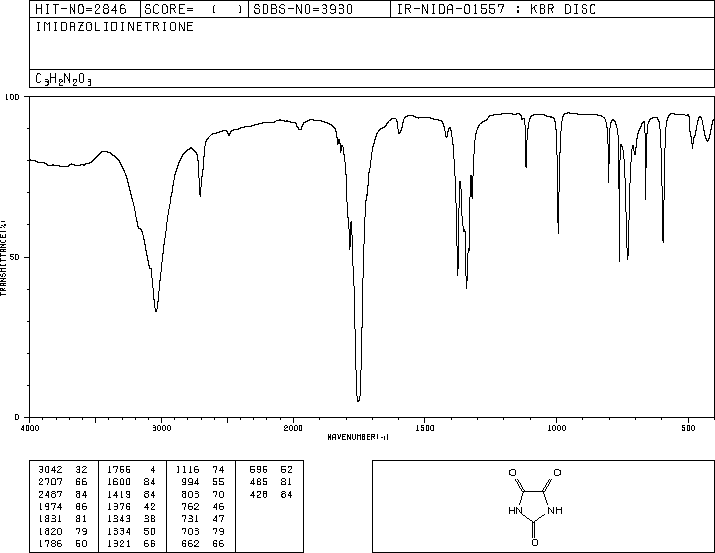 HIT-NO=2846 SCORE= ( ) SDBS-NO=3930 IR-NIDA-01557 : KBR DISC
IMIDAZOLIDINETRIONE
C3H2N2O3
100
50
0
TRANSMITTANCE(%)
4000 3000 2000 1500 1000 500
WAVENUMBER(-1)
3042 32 1756 4 1116 74 596 52
2707 66 1600 84 994 55 485 81
2487 84 1419 84 803 70 428 84
1974 86 1376 42 762 46
1831 81 1343 38 731 47
1820 79 1334 50 703 79
1786 50 1321 66 662 66
O O
HN NH
O